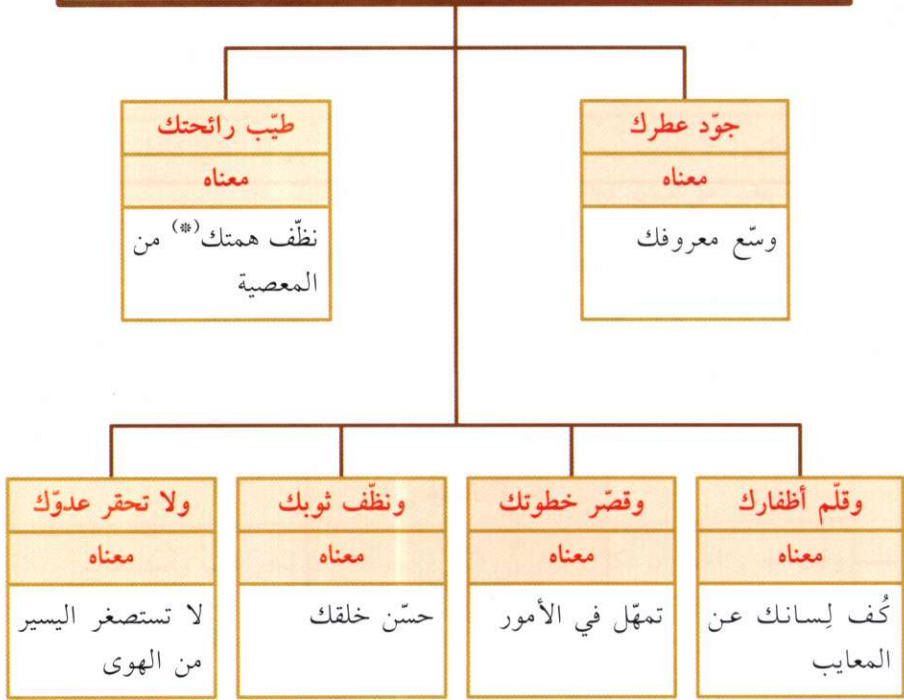 جوّد عطرك
معناه
وسّع معروفك
طيّب رائحتك
معناه
نظّف همتك(*) من
المعصية
وقلّم أظفارك
معناه
كُف لِسانك عن
المعايب
وقصّر خطوتك
معناه
تمهّل في الأمور
ونظّف ثوبك
معناه
حسّن خلقك
ولا تحقر عدوّك
معناه
لا تستصغر اليسير
من الهوى